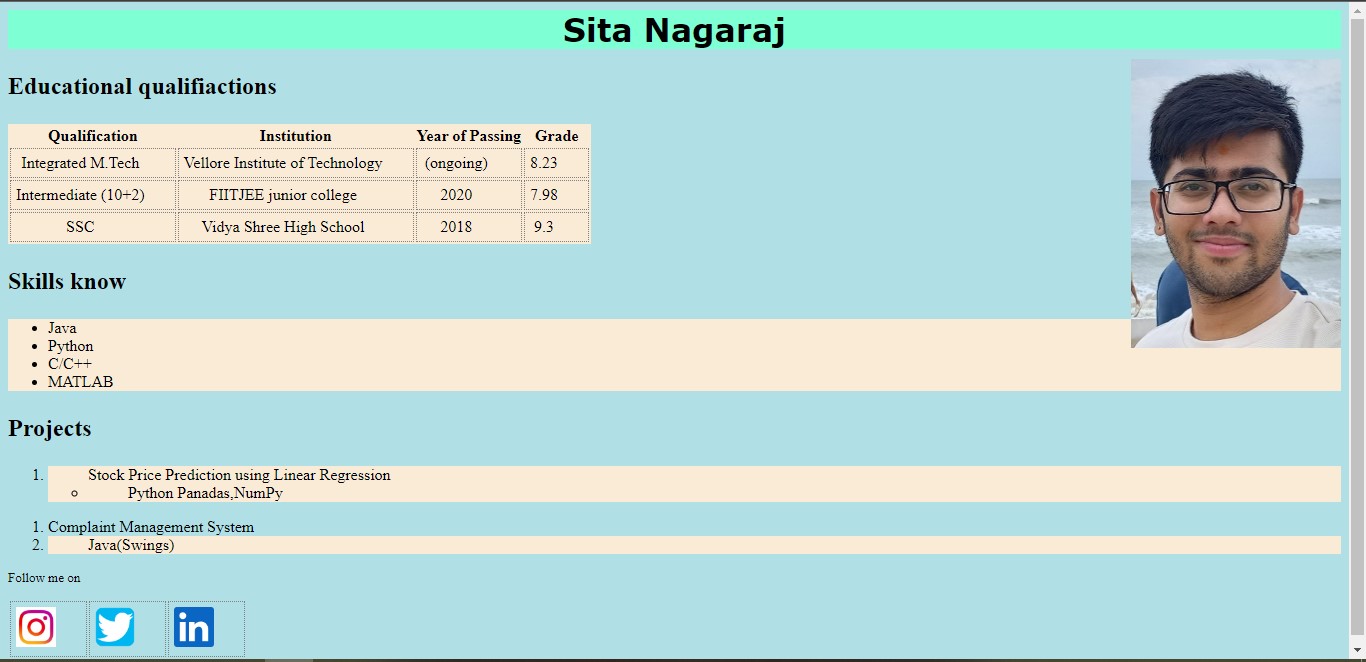 Sita Nagaraj
Educational qualifiactions
Qualification Institution Year of Passing Grade
Integrated M.Tech Vellore Institute of Technology (ongoing) 8.23
Intermediate (10+2) FIITJEE junior college 2020 7.98
SSC Vidya Shree High School 2018 9.3
Skills know
• Java
• Python
• C/C++
• MATLAB
Projects
1. Stock Price Prediction using Linear Regression
◦ Python Panadas,NumPy
1. Complaint Management System
2. Java(Swings)
Follow me on
in